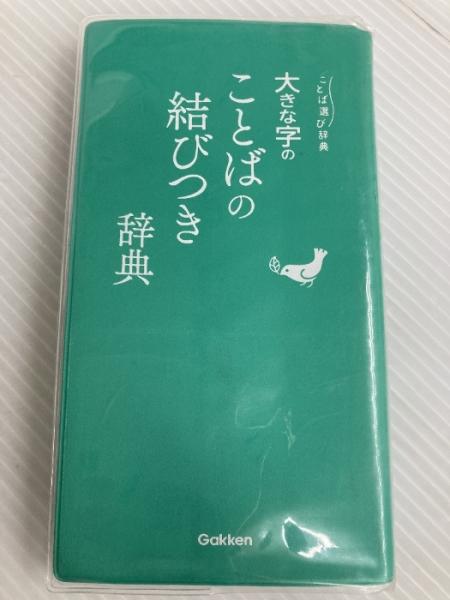 ことば選び辞典
大きな字の
ことばの
結びつき
辞典
Gakken